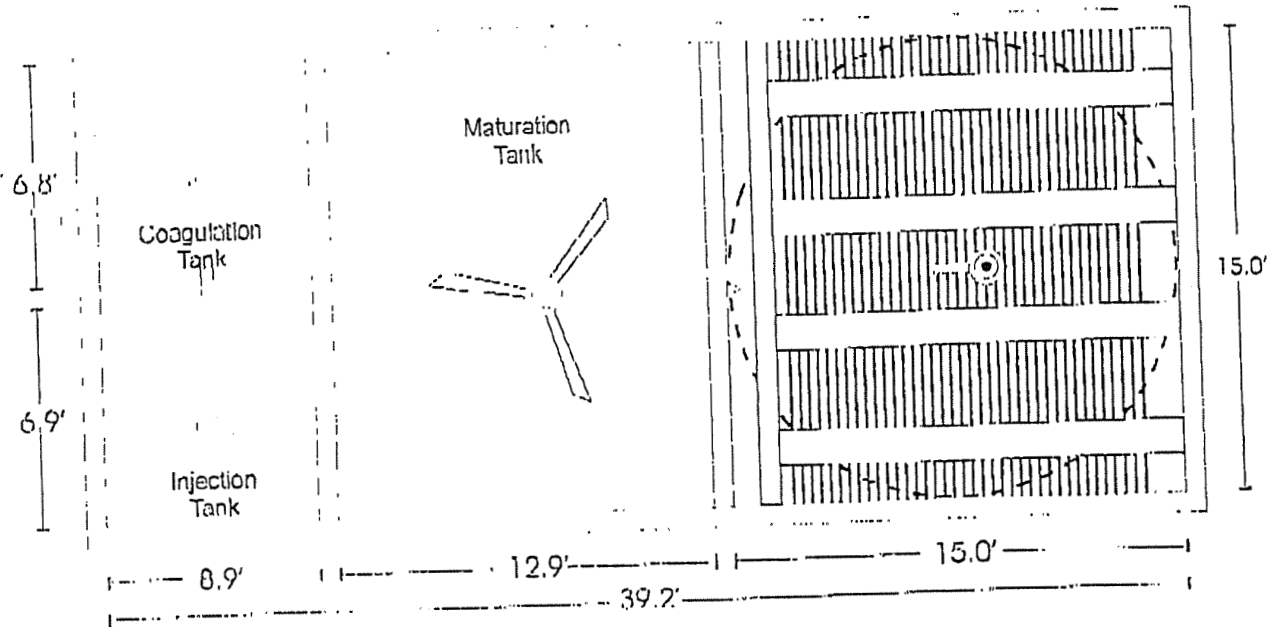 Maturation
Tank
6.8'
Coagulation
Tank
15.0'
6.9'
Injection
Tank
8.9'
12.9'
15.0'
39.2'